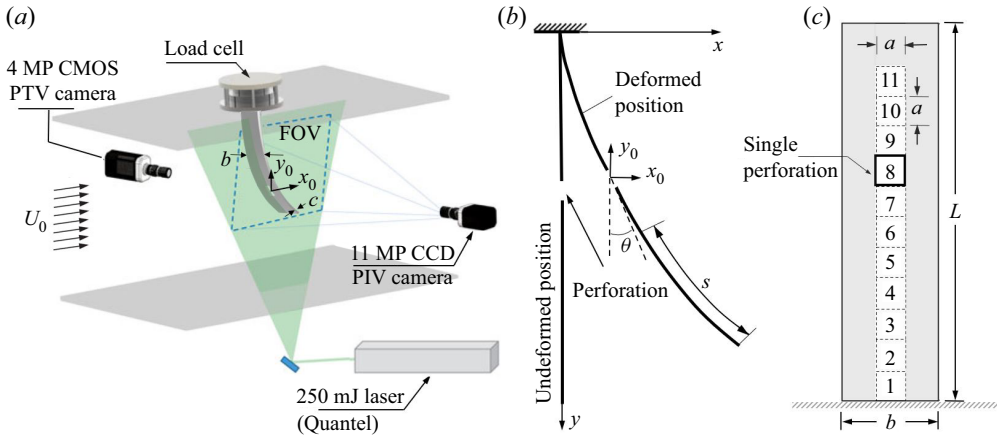 (a)
Load cell
4 MP CMOS
PTV camera
FOV
b
y0
x0
c
U0
11 MP CCD
PIV camera
250 mJ laser
(Quantel)
(b)
x
Deformed
position
y0
x0
θ
s
Perforation
Undeformed position
y
(c)
a
11
10
a
9
Single
perforation
8
7
6
5
4
3
2
1
L
b